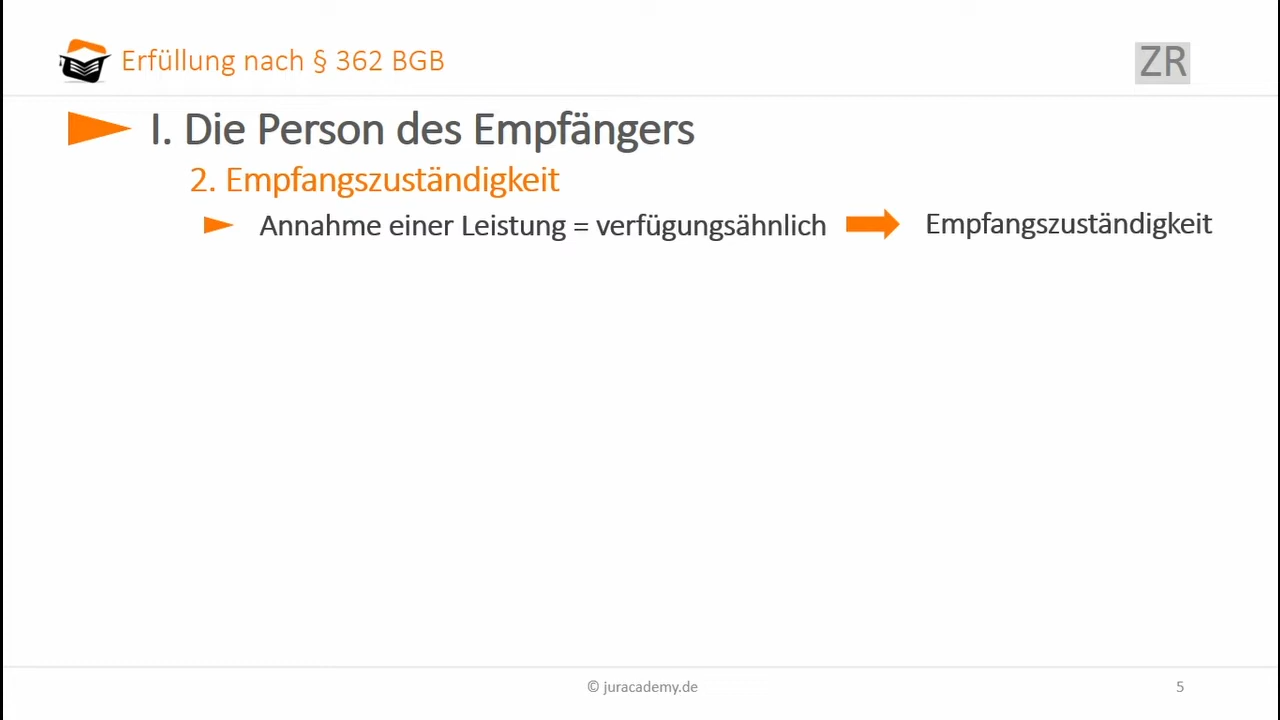 Erfüllung nach § 362 BGB
ZR
I. Die Person des Empfängers
2. Empfangszuständigkeit
Annahme einer Leistung = verfügungsähnlich Empfangszuständigkeit
© juracademy.de
5